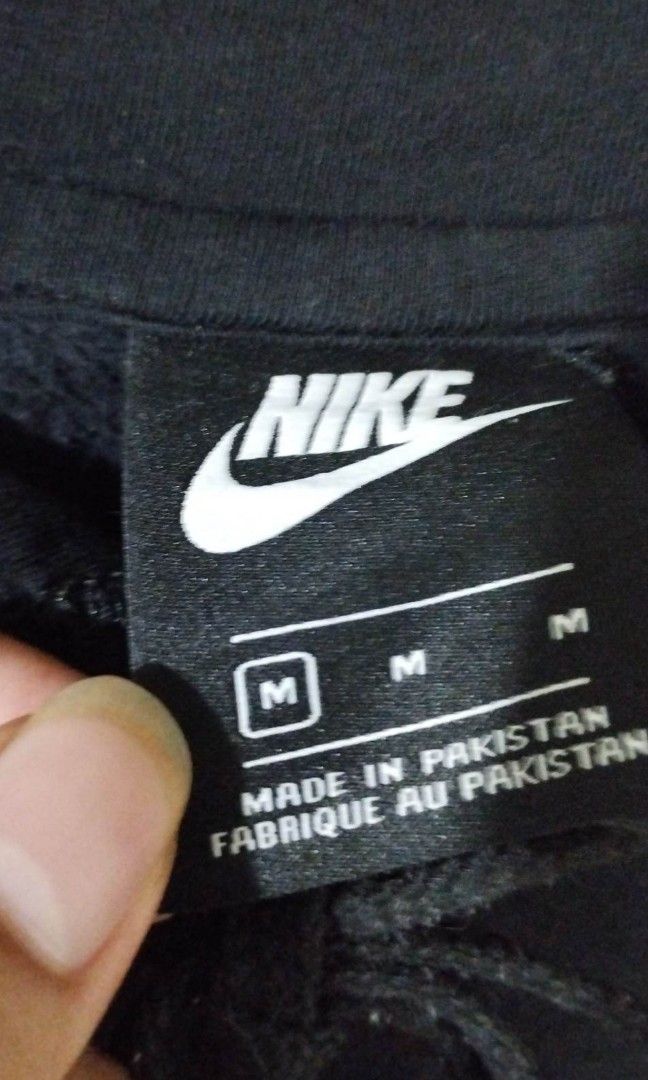 NIKE
M M M
MADE IN PAKISTAN
FABRIQUE AU PAKISTAN